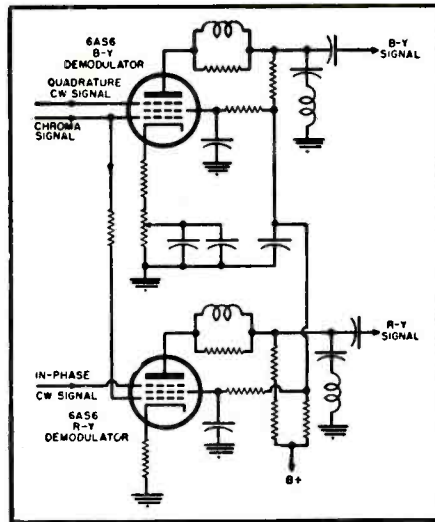 6AS6
B-Y
DEMODULATOR
QUADRATURE
CW SIGNAL
CHROMA
SIGNAL
B-Y
SIGNAL
R-Y
SIGNAL
IN-PHASE
CW SIGNAL
6AS6
R-Y
DEMODULATOR
B+